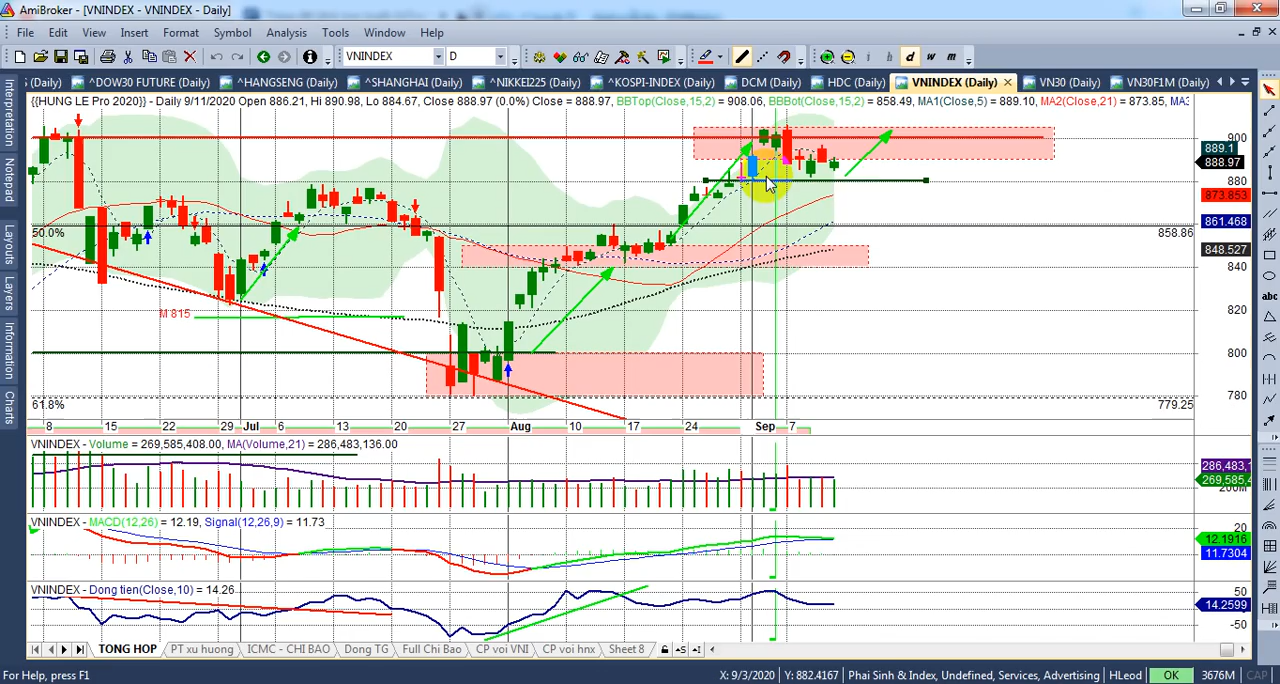 AmiBroker - [VNINDEX - VNINDEX - Daily]
File Edit View Insert Format Symbol Analysis Tools Window Help
VNINDEX D i h d w m
(Daily) ^DOW30 FUTURE (Daily) ^HANGSENG (Daily) ^SHANGHAI (Daily) ^NIKKEI225 (Daily) ^KOSPI-INDEX (Daily) DCM (Daily) HDC (Daily) VNINDEX (Daily) VN30 (Daily) VN30F1M (Daily)
{{HUNG LE Pro 2020}} - Daily 9/11/2020 Open 886.21, Hi 890.98, Lo 884.67, Close 888.97 (0.0%) Close = 888.97, BBTop(Close,15,2) = 908.06, BBBot(Close,15,2) = 858.49, MA1(Close,5) = 889.10, MA2(Close,21) = 873.85, MA3
Interpretation
Notepad
Layouts
Layers
Information
Charts
abc
900
889.1
888.97
880
873.853
861.468
50.0%
858.86
848.527
840
820
M 815
800
780
61.8%
779.25
8 15 22 29 Jul 6 13 20 27 Aug 10 17 24 Sep 7
VNINDEX - Volume = 269,585,408.00, MA(Volume,21) = 286,483,136.00
286,483,1
269,585,4
VNINDEX - MACD(12,26) = 12.19, Signal(12,26,9) = 11.73
20
12.1916
11.7304
VNINDEX - Dong tien(Close,10) = 14.26
50
14.2599
-50
TONG HOP PT xu huong ICMC - CHI BAO Dong TG Full Chi Bao CP voi VNI CP voi hnx Sheet 8
For Help, press F1 X: 9/3/2020 Y: 882.4167 Phai Sinh & Index, Undefined, Services, Advertising HLeod OK 3676M CAP